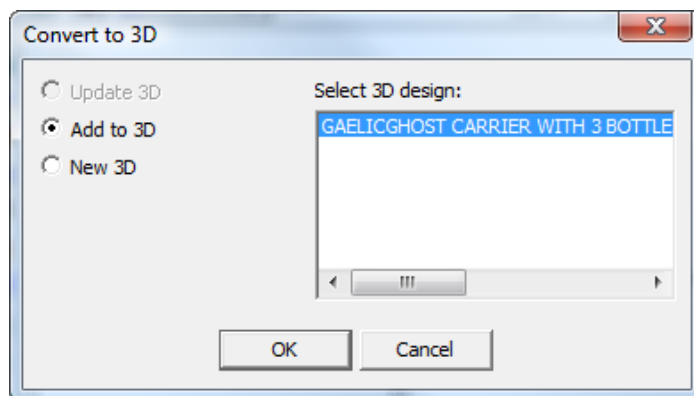 Convert to 3D
Update 3D
Add to 3D
New 3D
Select 3D design:
GAELICGHOST CARRIER WITH 3 BOTTLE
OK
Cancel